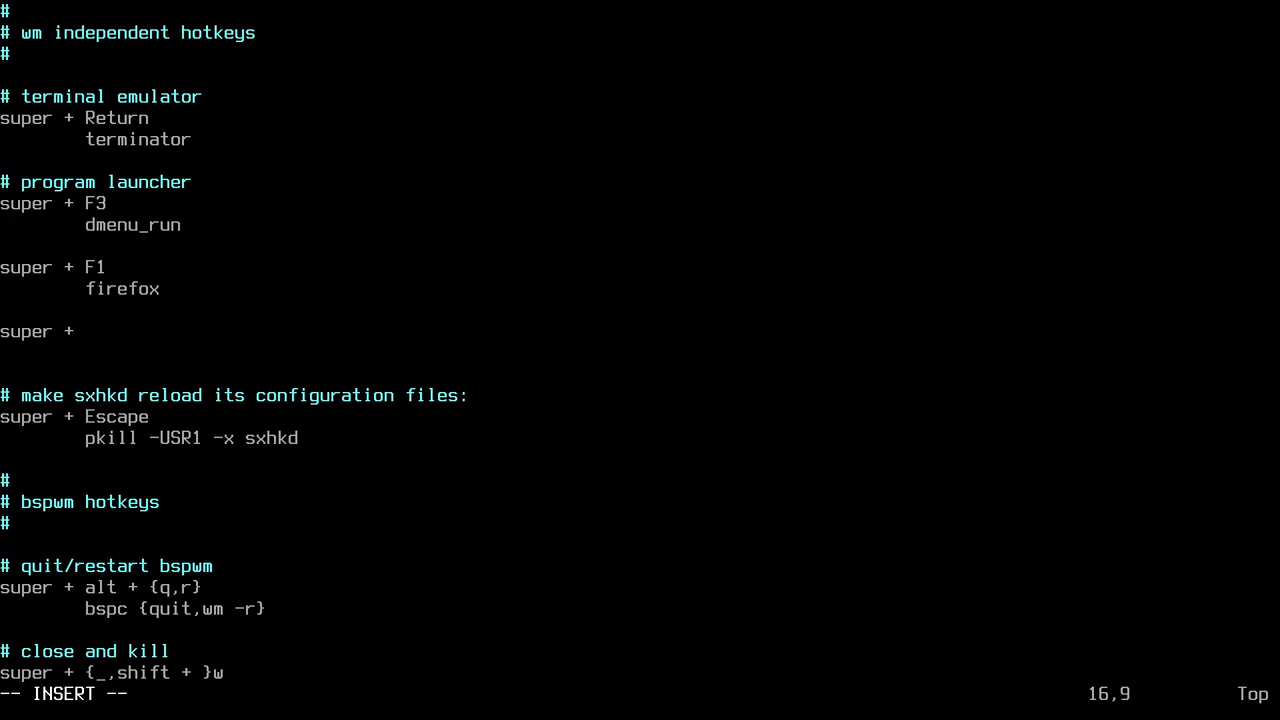 #
# wm independent hotkeys
#
# terminal emulator
super + Return
terminator
# program launcher
super + F3
dmenu_run
super + F1
firefox
super +
# make sxhkd reload its configuration files:
super + Escape
pkill -USR1 -x sxhkd
#
# bspwm hotkeys
#
# quit/restart bspwm
super + alt + {q,r}
bspc {quit,wm -r}
# close and kill
super + {_,shift + }w
-- INSERT -- 16,9 Top